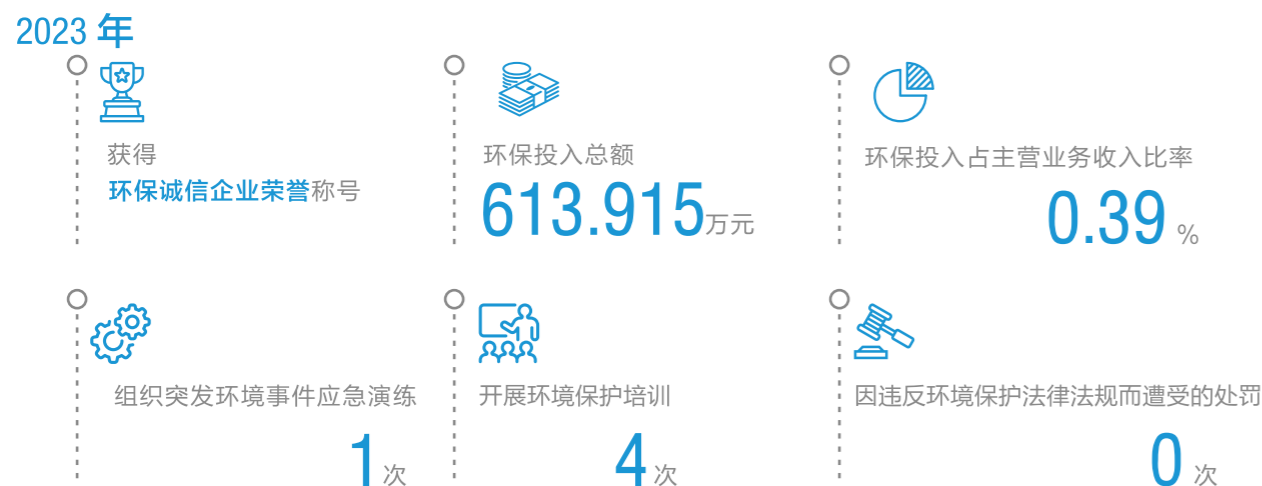 2023 年
获得
环保诚信企业荣誉称号
环保投入总额
613.915万元
环保投入占主营业务收入比率
0.39 %
组织突发环境事件应急演练
1 次
开展环境保护培训
4 次
因违反环境保护法律法规而遭受的处罚
0 次